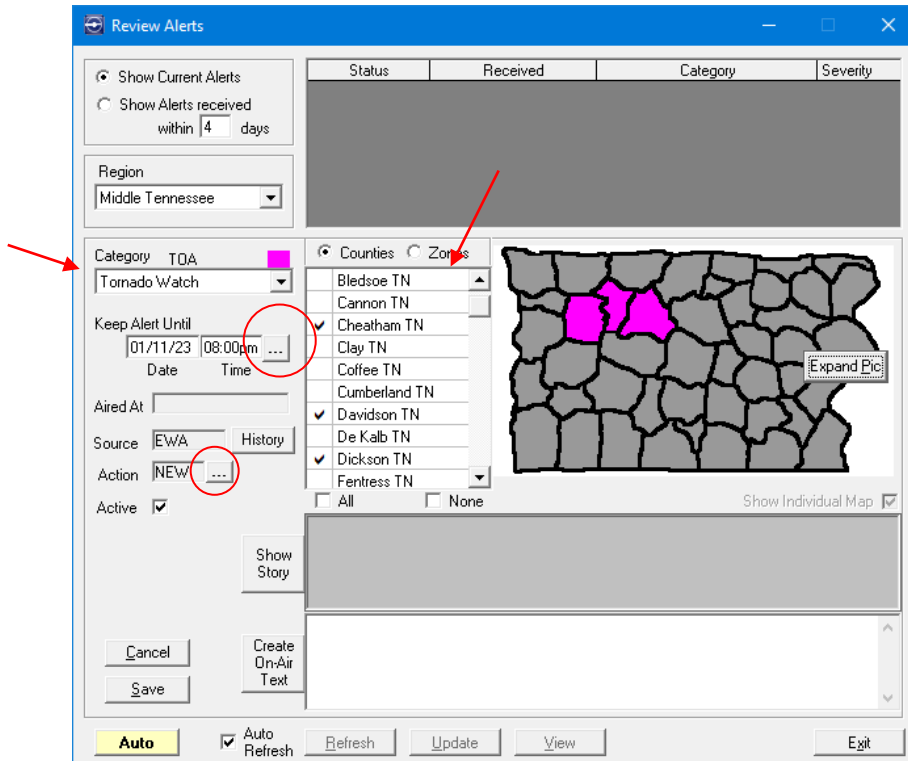 Review Alerts
Show Current Alerts
Show Alerts received
within 4 days
Status Received Category Severity
Region
Middle Tennessee
Category TOA
Tornado Watch
Keep Alert Until
01/11/23 08:00pm ...
Date Time
Aired At
Source EWA History
Action NEW ...
Active
Counties Zones
Bledsoe TN
Cannon TN
Cheatham TN
Clay TN
Coffee TN
Cumberland TN
Davidson TN
De Kalb TN
Dickson TN
Fentress TN
All None
Expand Pic
Show Individual Map
Show
Story
Cancel
Save
Create
On-Air
Text
Auto
Auto
Refresh
Refresh Update View Exit